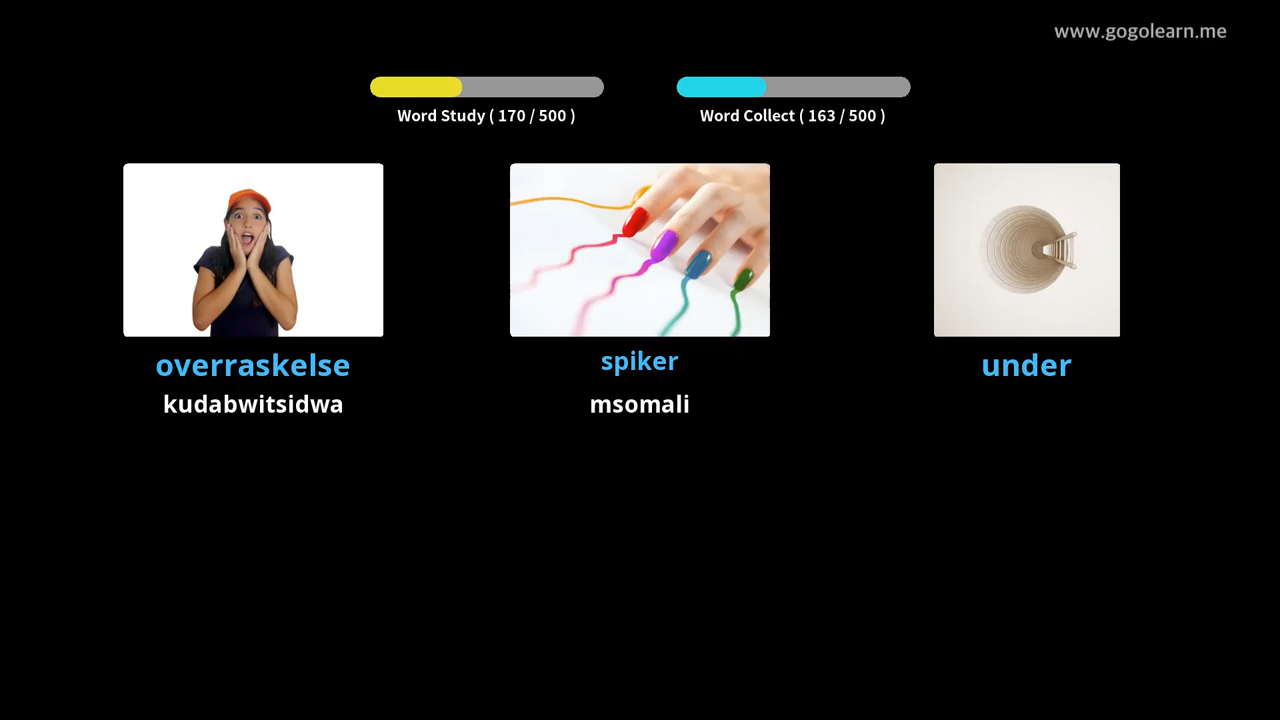 www.gogolearn.me
Word Study ( 170 / 500 )
Word Collect ( 163 / 500 )
overraskelse
spiker
under
kudabwitsidwa
msomali